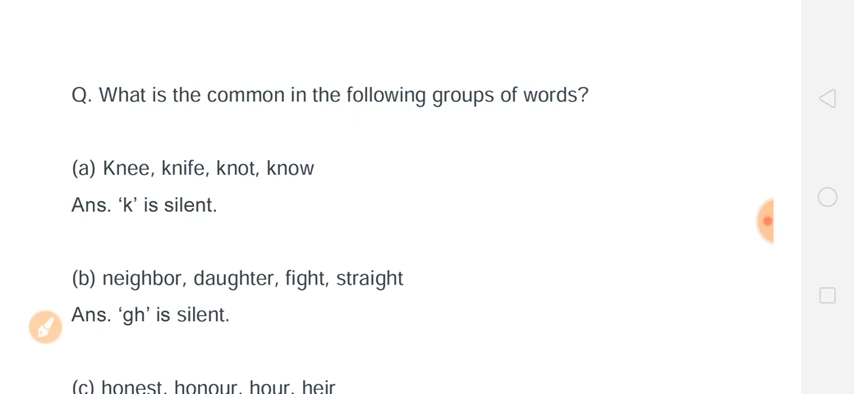 Q. What is the common in the following groups of words?
(a) Knee, knife, knot, know
Ans. ‘k’ is silent.
(b) neighbor, daughter, fight, straight
Ans. ‘gh’ is silent.
(c) honest, honour, hour, heir